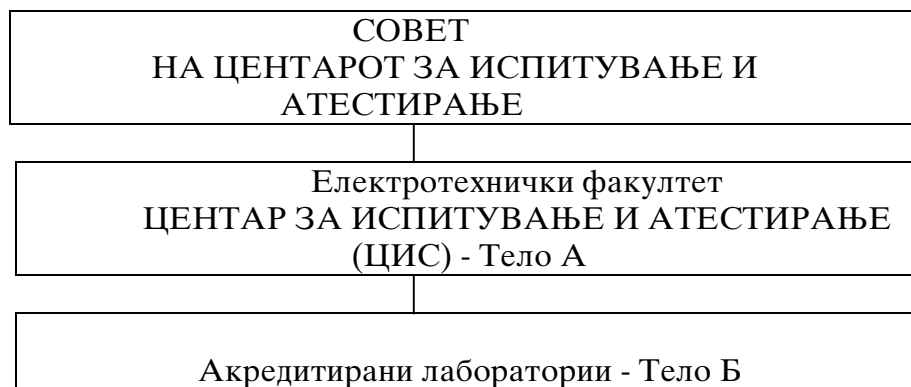 СОВЕТ
НА ЦЕНТАРОТ ЗА ИСПИТУВАЊЕ И
АТЕСТИРАЊЕ
Електротехнички факултет
ЦЕНТАР ЗА ИСПИТУВАЊЕ И АТЕСТИРАЊЕ
(ЦИС) - Тело А
Акредитирани лаборатории - Тело Б